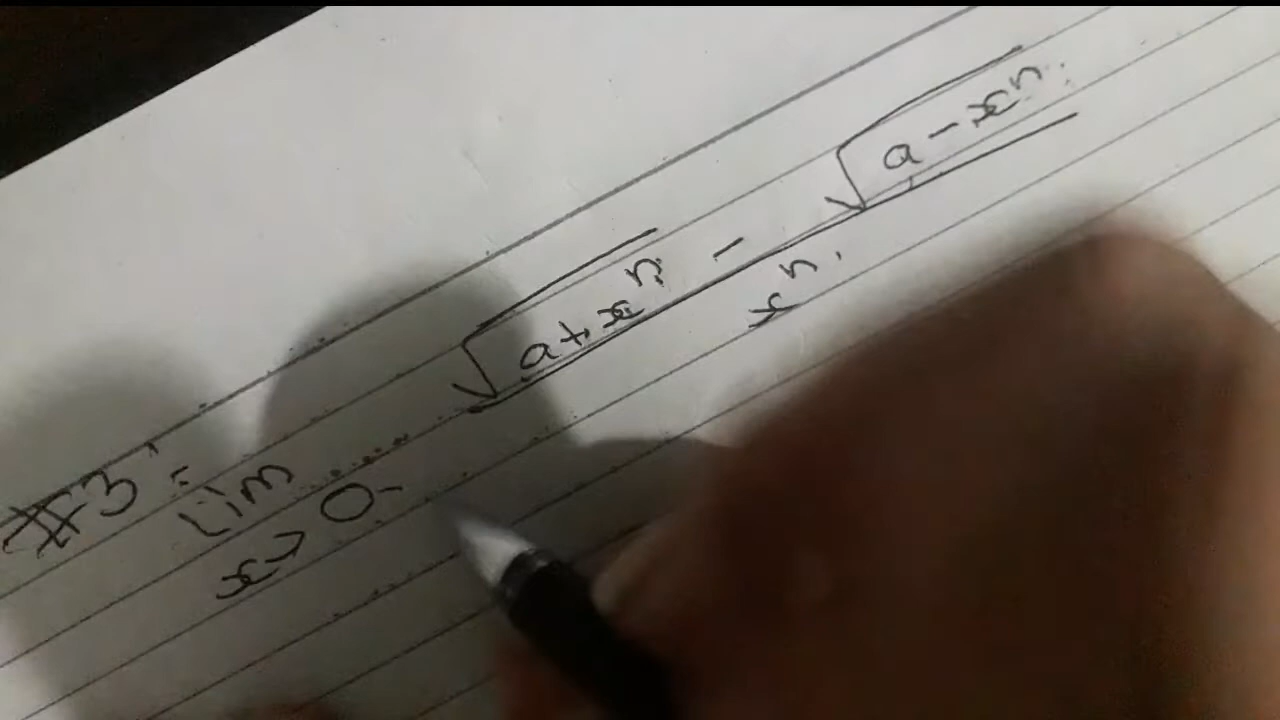 #3: lim √(a+xⁿ) - √(a-xⁿ)
x→0 xⁿ